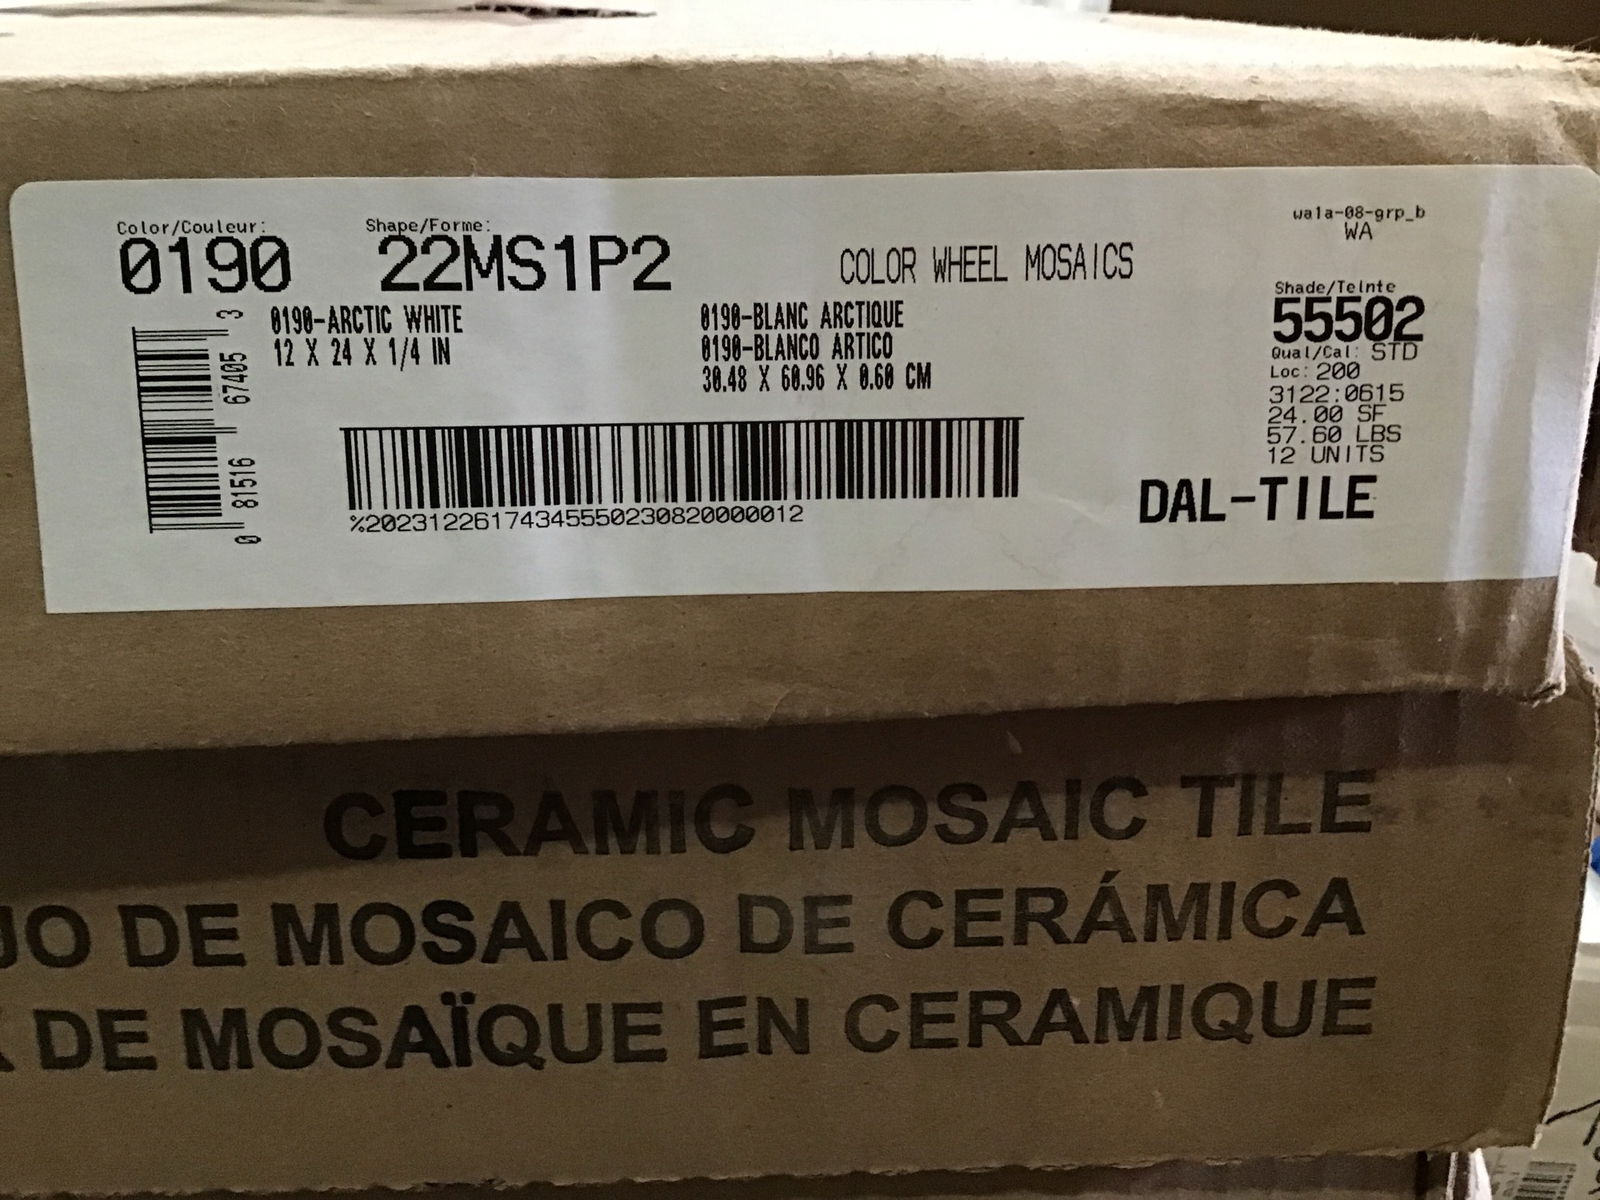 Color/Couleur:
0190
Shape/Forme:
22MS1P2
COLOR WHEEL MOSAICS
wa1a-08-grp_b
WA
0190-ARCTIC WHITE
12 X 24 X 1/4 IN
0190-BLANC ARCTIQUE
0190-BLANCO ARTICO
30.48 X 60.96 X 0.60 CM
Shade/Teinte
55502
Qual/Cal: STD
Loc: 200
3122:0615
24.00 SF
57.60 LBS
12 UNITS
0 81516 67405 3
%2023122617434555502308200000​12
DAL-TILE
CERAMIC MOSAIC TILE
DE MOSAICO DE CERÁMICA
DE MOSAÏQUE EN CERAMIQUE